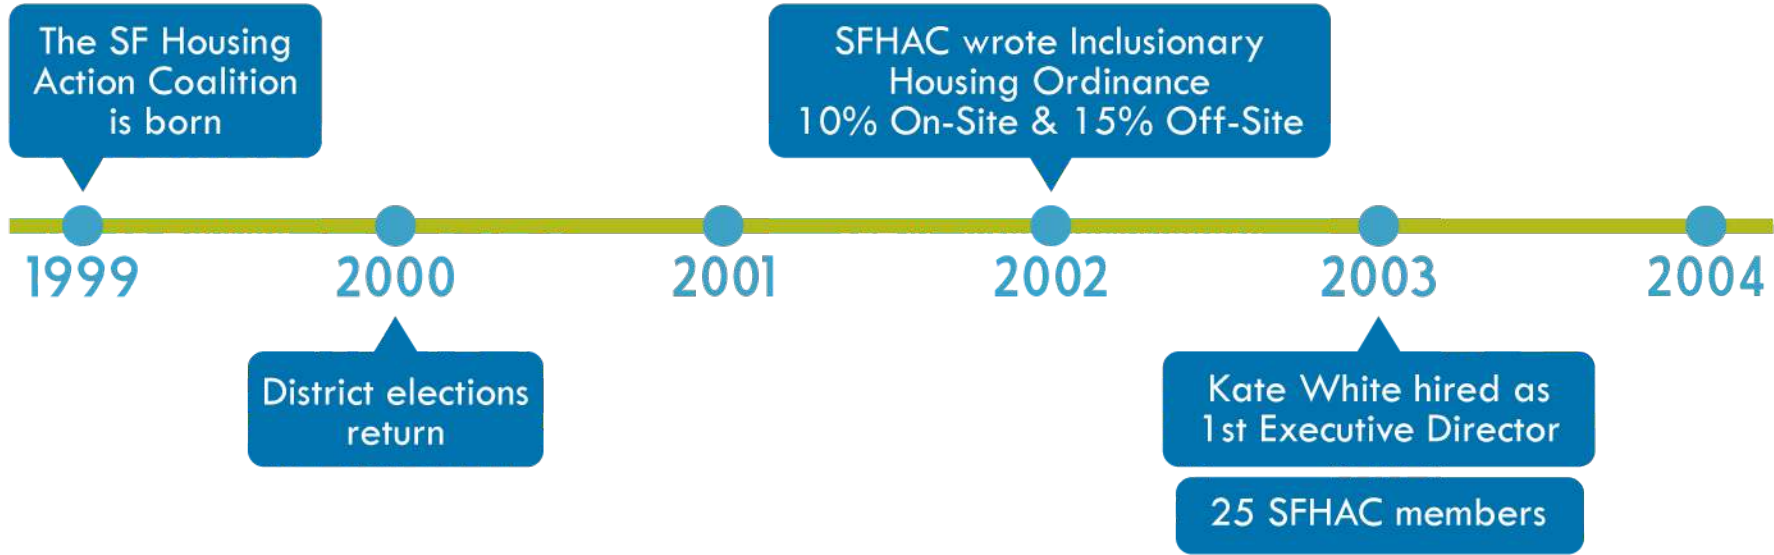 The SF Housing
Action Coalition
is born
SFHAC wrote Inclusionary
Housing Ordinance
10% On-Site & 15% Off-Site
1999
2000
2001
2002
2003
2004
District elections
return
Kate White hired as
1st Executive Director
25 SFHAC members